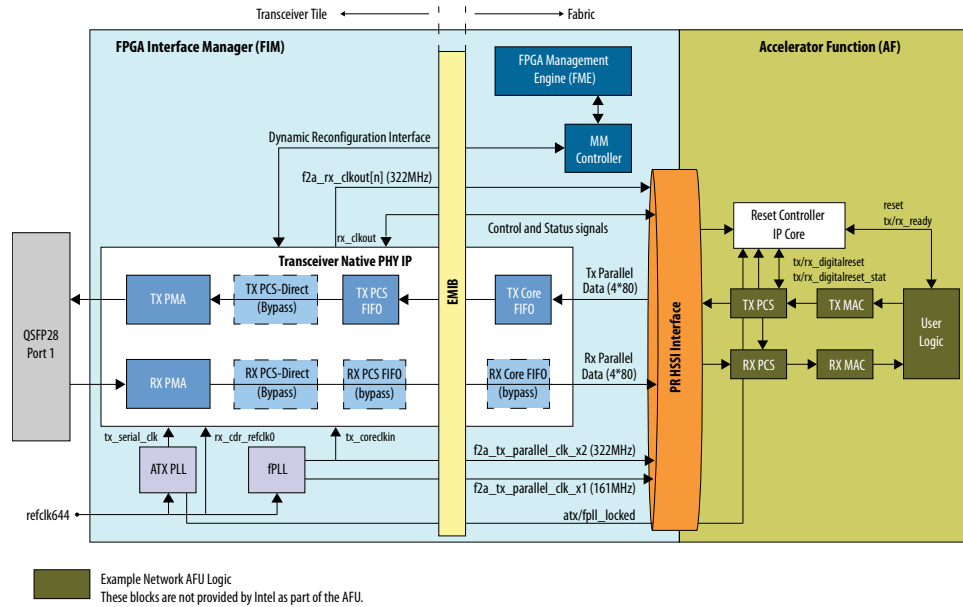 Transceiver Tile
Fabric
FPGA Interface Manager (FIM)
Accelerator Function (AF)
FPGA Management
Engine (FME)
Dynamic Reconfiguration Interface
MM
Controller
f2a_rx_clkout[n] (322MHz)
rx_clkout
Control and Status signals
Reset Controller
IP Core
reset
tx/rx_ready
tx/rx_digitalreset
tx/rx_digitalreset_stat
Transceiver Native PHY IP
EMIB
PR HSSI Interface
QSFP28
Port 1
TX PMA
TX PCS-Direct
(Bypass)
TX PCS
FIFO
TX Core
FIFO
Tx Parallel
Data (4*80)
TX PCS
TX MAC
User
Logic
RX PMA
RX PCS-Direct
(Bypass)
RX PCS FIFO
(bypass)
RX Core FIFO
(bypass)
Rx Parallel
Data (4*80)
RX PCS
RX MAC
tx_serial_clk
rx_cdr_refclk0
tx_coreclkin
ATX PLL
fPLL
f2a_tx_parallel_clk_x2 (322MHz)
f2a_tx_parallel_clk_x1 (161MHz)
refclk644
atx/fpll_locked
Example Network AFU Logic
These blocks are not provided by Intel as part of the AFU.